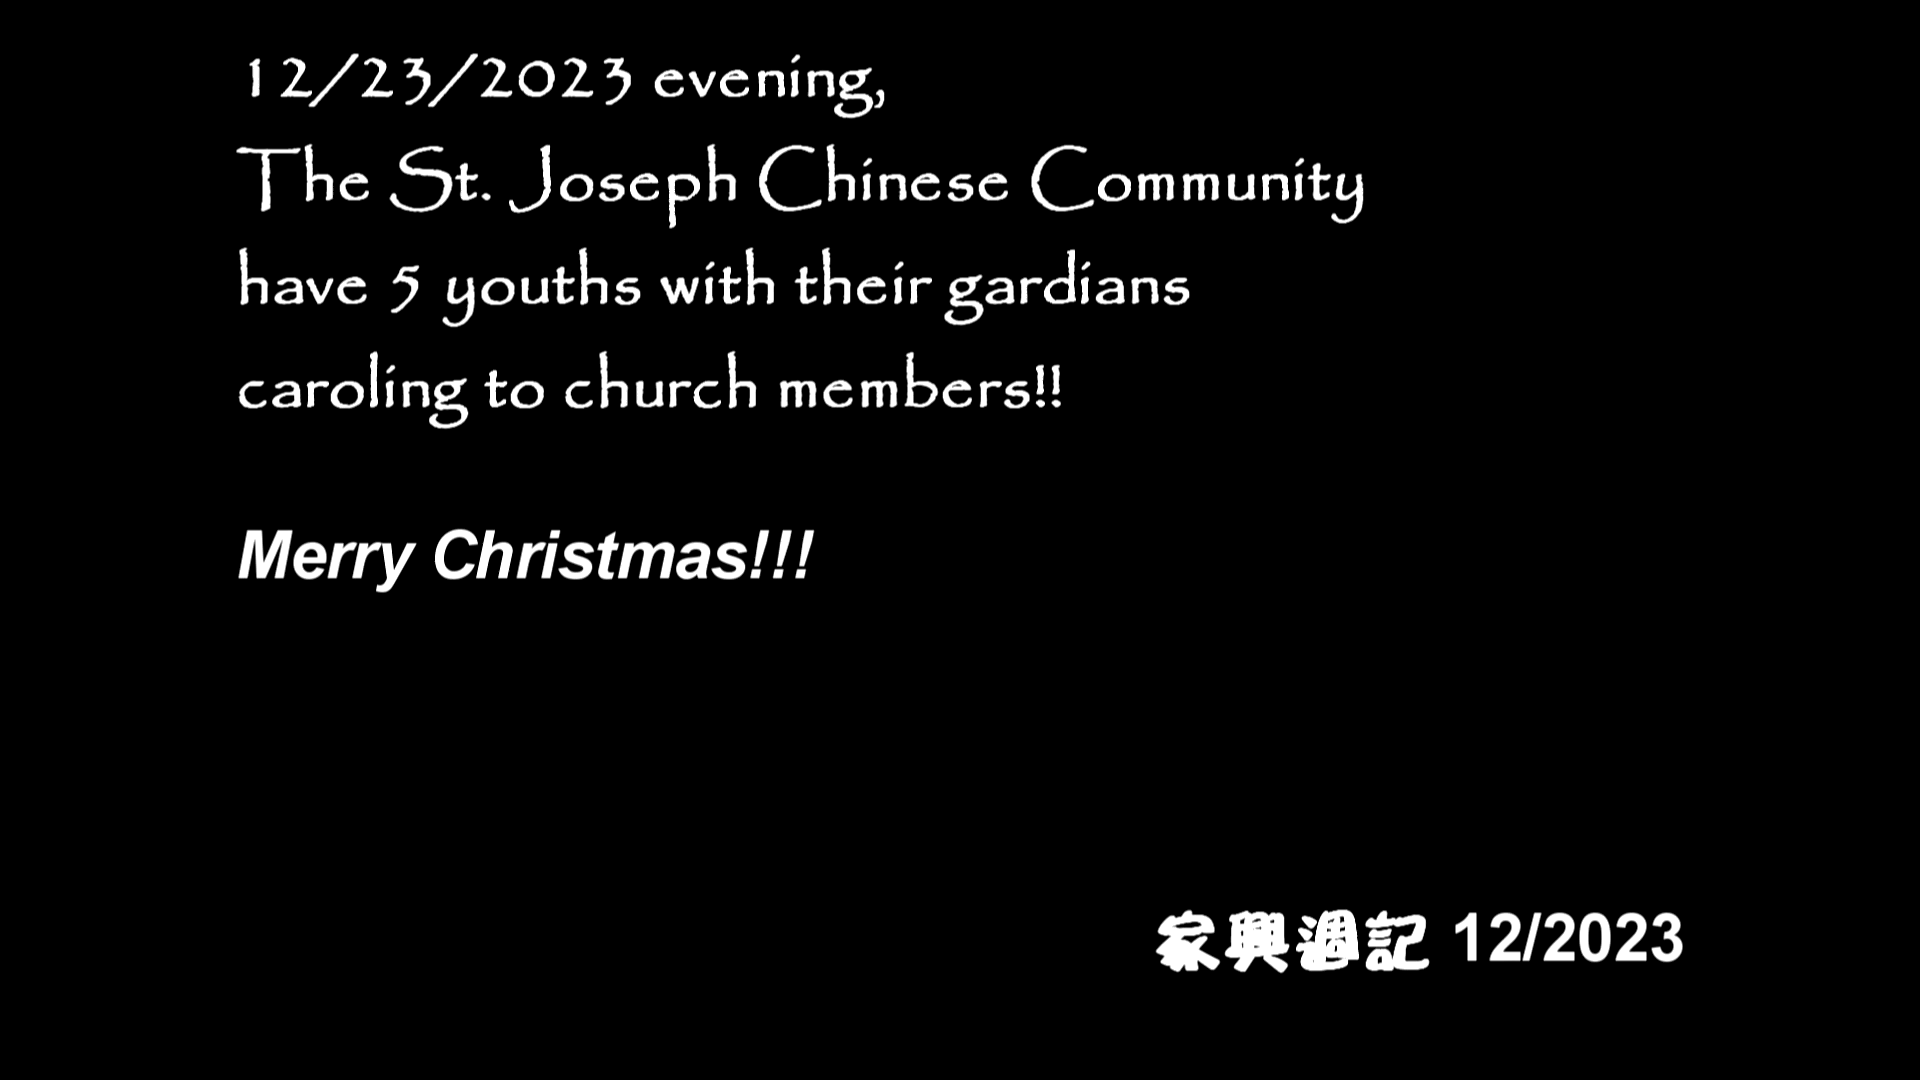 12/23/2023 evening,
The St. Joseph Chinese Community
have 5 youths with their gardians
caroling to church members!!
Merry Christmas!!!
家興週記 12/2023